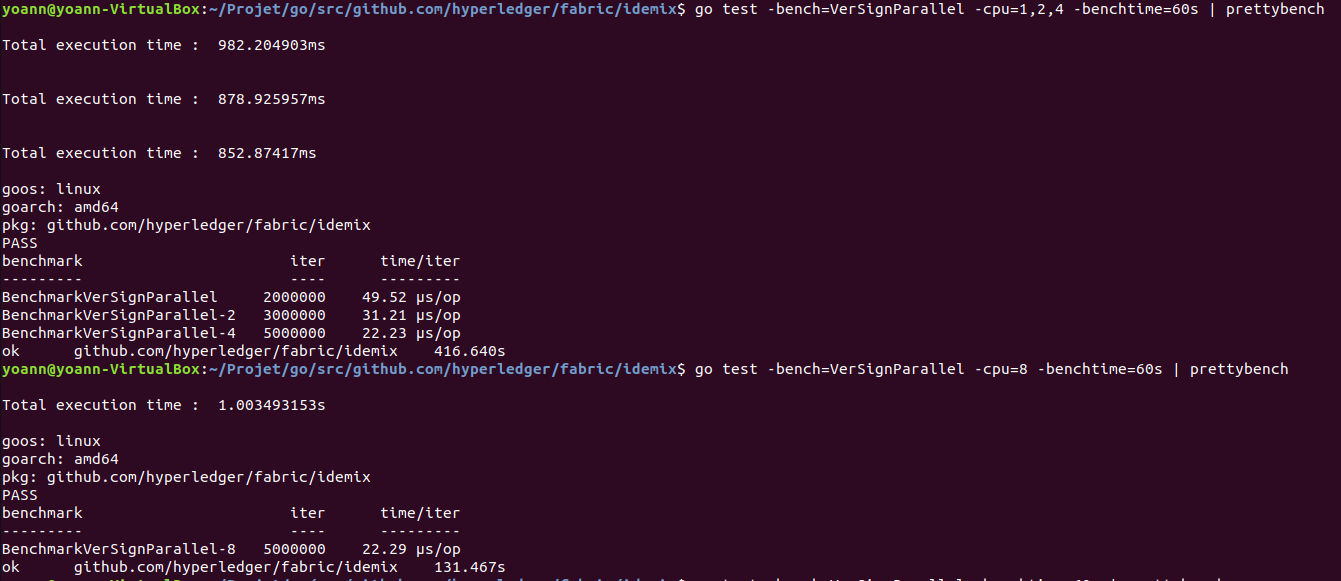 yoann@yoann-VirtualBox:~/Projet/go/src/github.com/hyperledger/fabric/idemix$ go test -bench=VerSignParallel -cpu=1,2,4 -benchtime=60s | prettybench
Total execution time :  982.204903ms
Total execution time :  878.925957ms
Total execution time :  852.87417ms
goos: linux
goarch: amd64
pkg: github.com/hyperledger/fabric/idemix
PASS
benchmark                       iter      time/iter
---------                       ----      ---------
BenchmarkVerSignParallel     2000000    49.52 µs/op
BenchmarkVerSignParallel-2   3000000    31.21 µs/op
BenchmarkVerSignParallel-4   5000000    22.23 µs/op
ok      github.com/hyperledger/fabric/idemix    416.640s
yoann@yoann-VirtualBox:~/Projet/go/src/github.com/hyperledger/fabric/idemix$ go test -bench=VerSignParallel -cpu=8 -benchtime=60s | prettybench
Total execution time :  1.003493153s
goos: linux
goarch: amd64
pkg: github.com/hyperledger/fabric/idemix
PASS
benchmark                       iter      time/iter
---------                       ----      ---------
BenchmarkVerSignParallel-8   5000000    22.29 µs/op
ok      github.com/hyperledger/fabric/idemix    131.467s